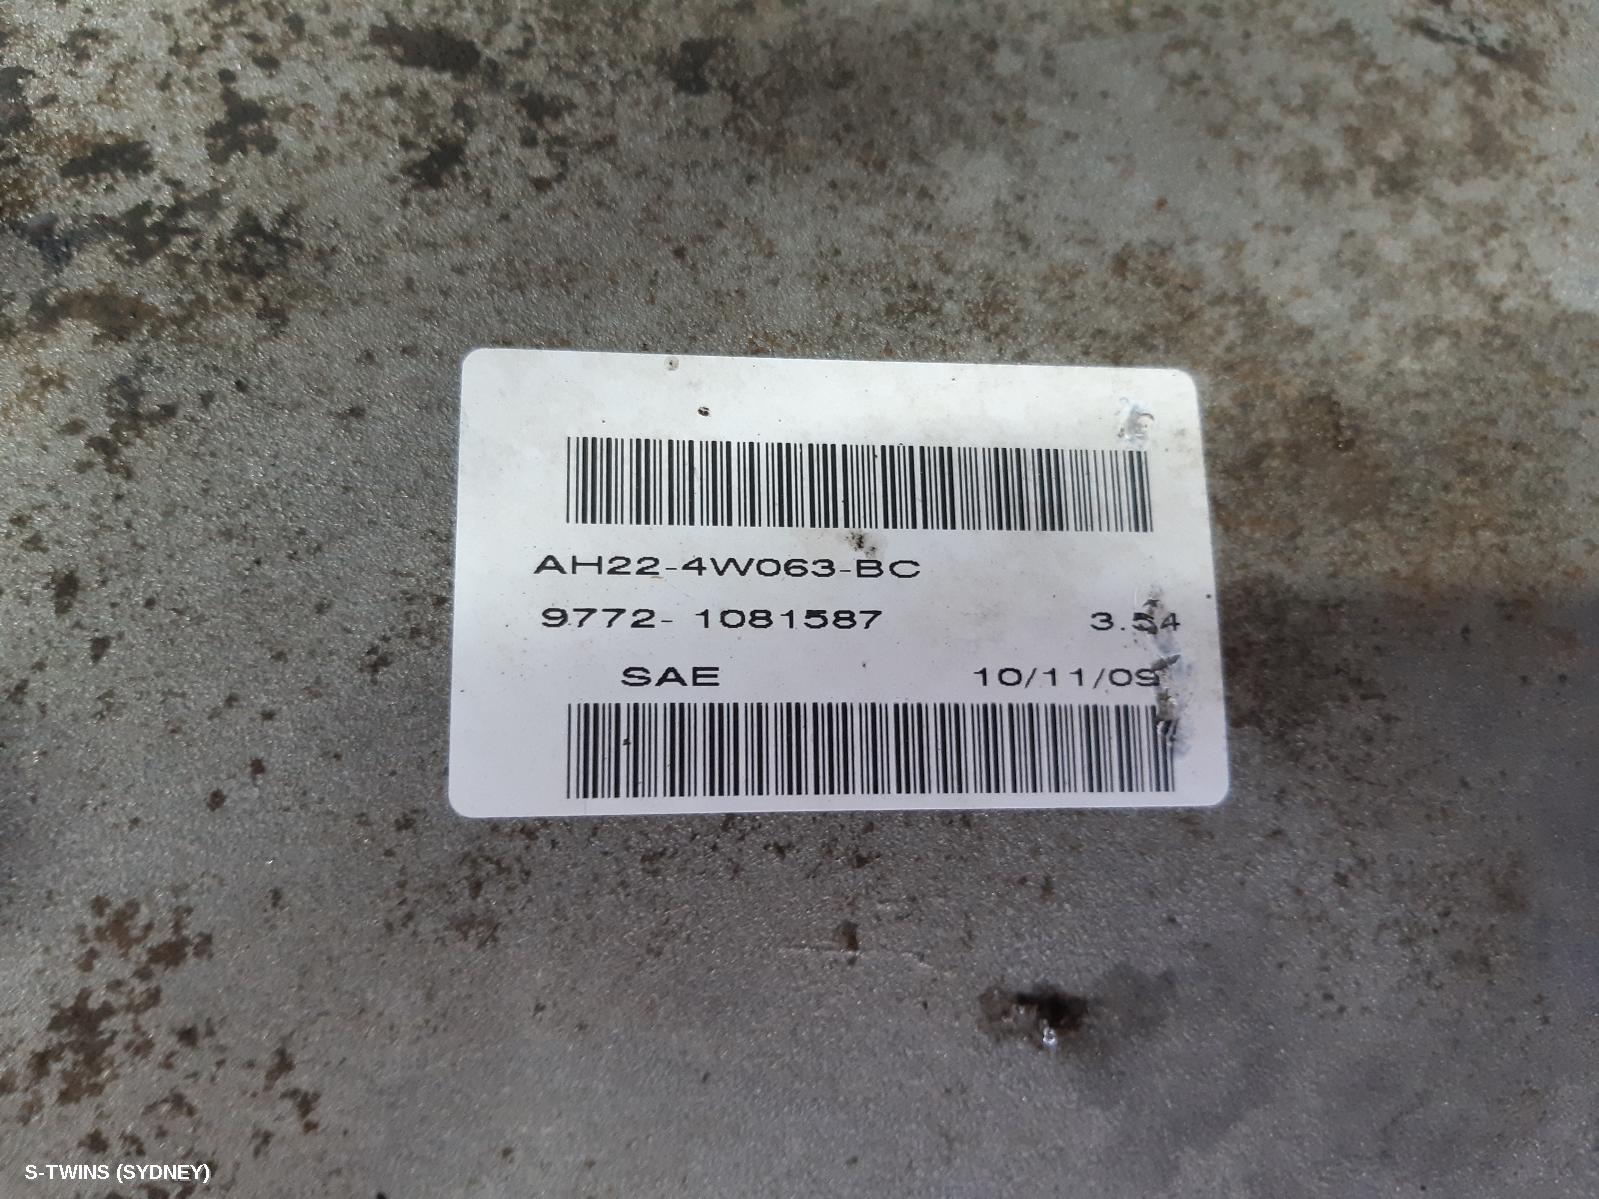 AH22-4W063-BC
9772- 1081587 3.54
SAE 10/11/09
S-TWINS (SYDNEY)